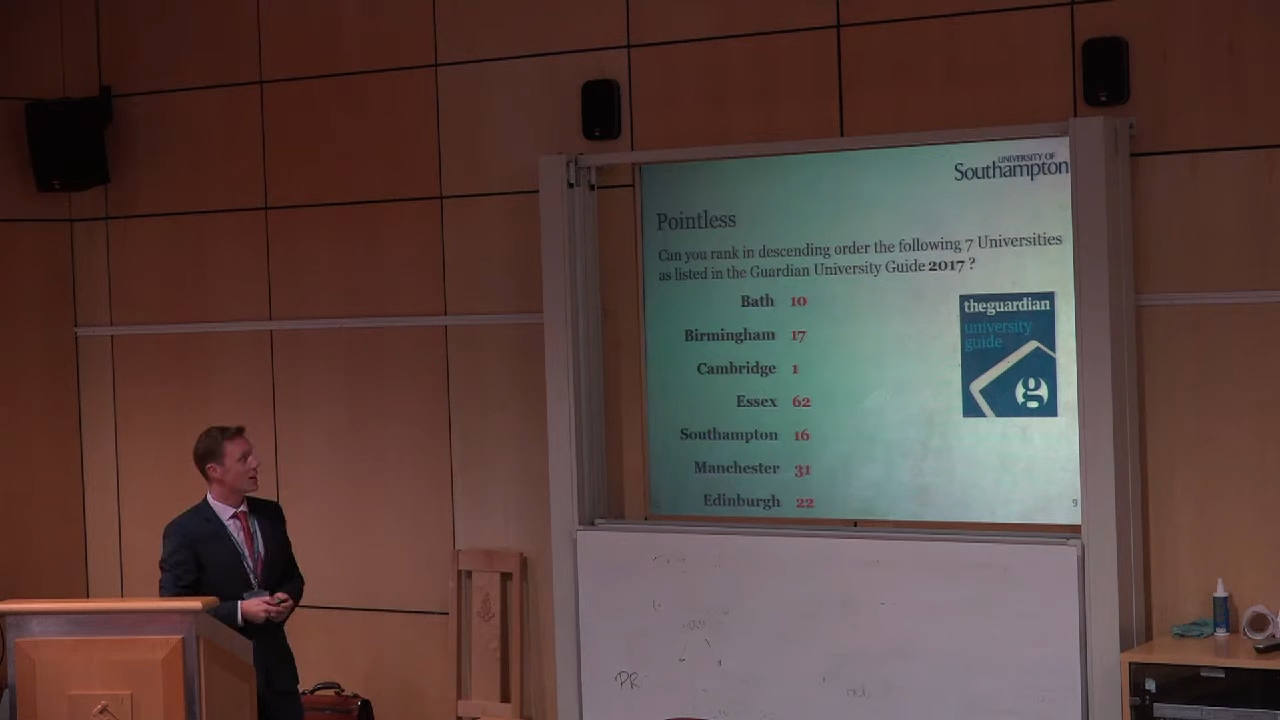 UNIVERSITY OF
Southampton
Pointless
Can you rank in descending order the following 7 Universities
as listed in the Guardian University Guide 2017 ?
Bath 10
Birmingham 17
Cambridge 1
Essex 62
Southampton 16
Manchester 31
Edinburgh 22
theguardian
university
guide
g
9
PR